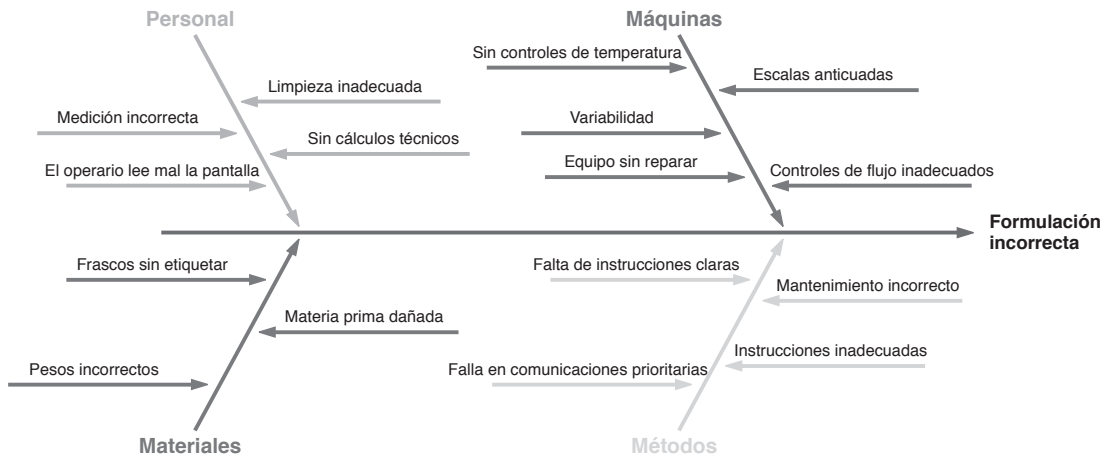 Personal
Máquinas
Sin controles de temperatura
Escalas anticuadas
Limpieza inadecuada
Medición incorrecta
Variabilidad
Sin cálculos técnicos
El operario lee mal la pantalla
Equipo sin reparar
Controles de flujo inadecuados
Formulación
incorrecta
Frascos sin etiquetar
Falta de instrucciones claras
Mantenimiento incorrecto
Materia prima dañada
Instrucciones inadecuadas
Pesos incorrectos
Falla en comunicaciones prioritarias
Materiales
Métodos